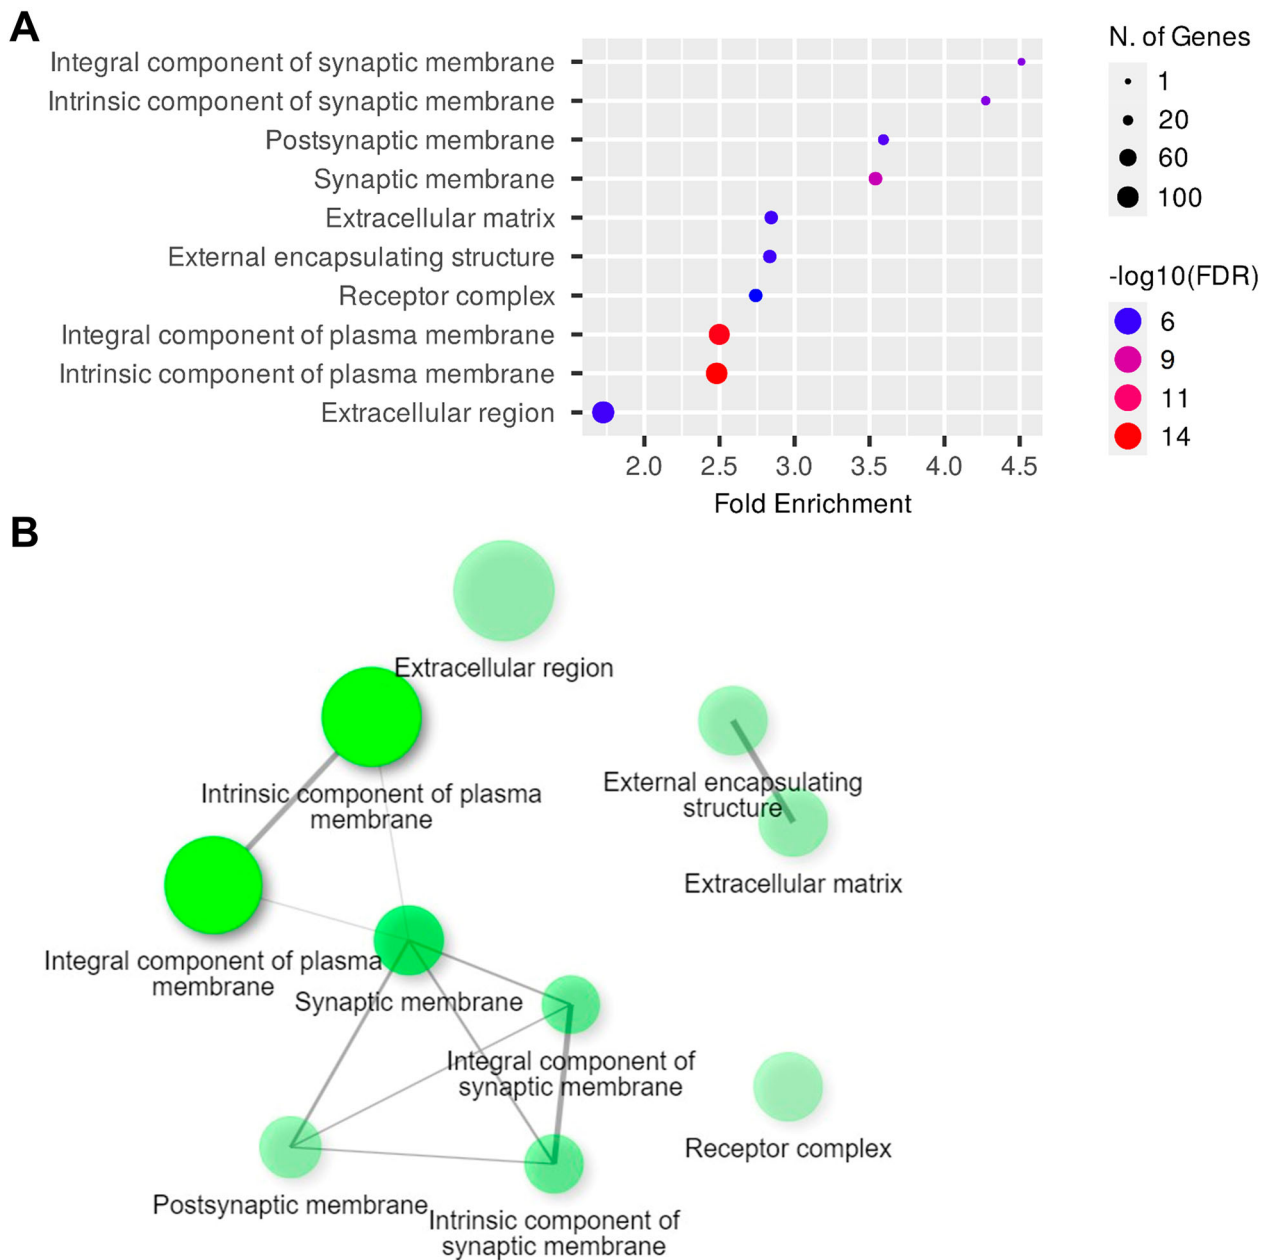 A
Integral component of synaptic membrane
Intrinsic component of synaptic membrane
Postsynaptic membrane
Synaptic membrane
Extracellular matrix
External encapsulating structure
Receptor complex
Integral component of plasma membrane
Intrinsic component of plasma membrane
Extracellular region
2.0 2.5 3.0 3.5 4.0 4.5
Fold Enrichment
N. of Genes
1
20
60
100
-log10(FDR)
6
9
11
14
B
Extracellular region
Intrinsic component of plasma
membrane
External encapsulating
structure
Extracellular matrix
Integral component of plasma
membrane
Synaptic membrane
Integral component of
synaptic membrane
Receptor complex
Postsynaptic membrane
Intrinsic component of
synaptic membrane